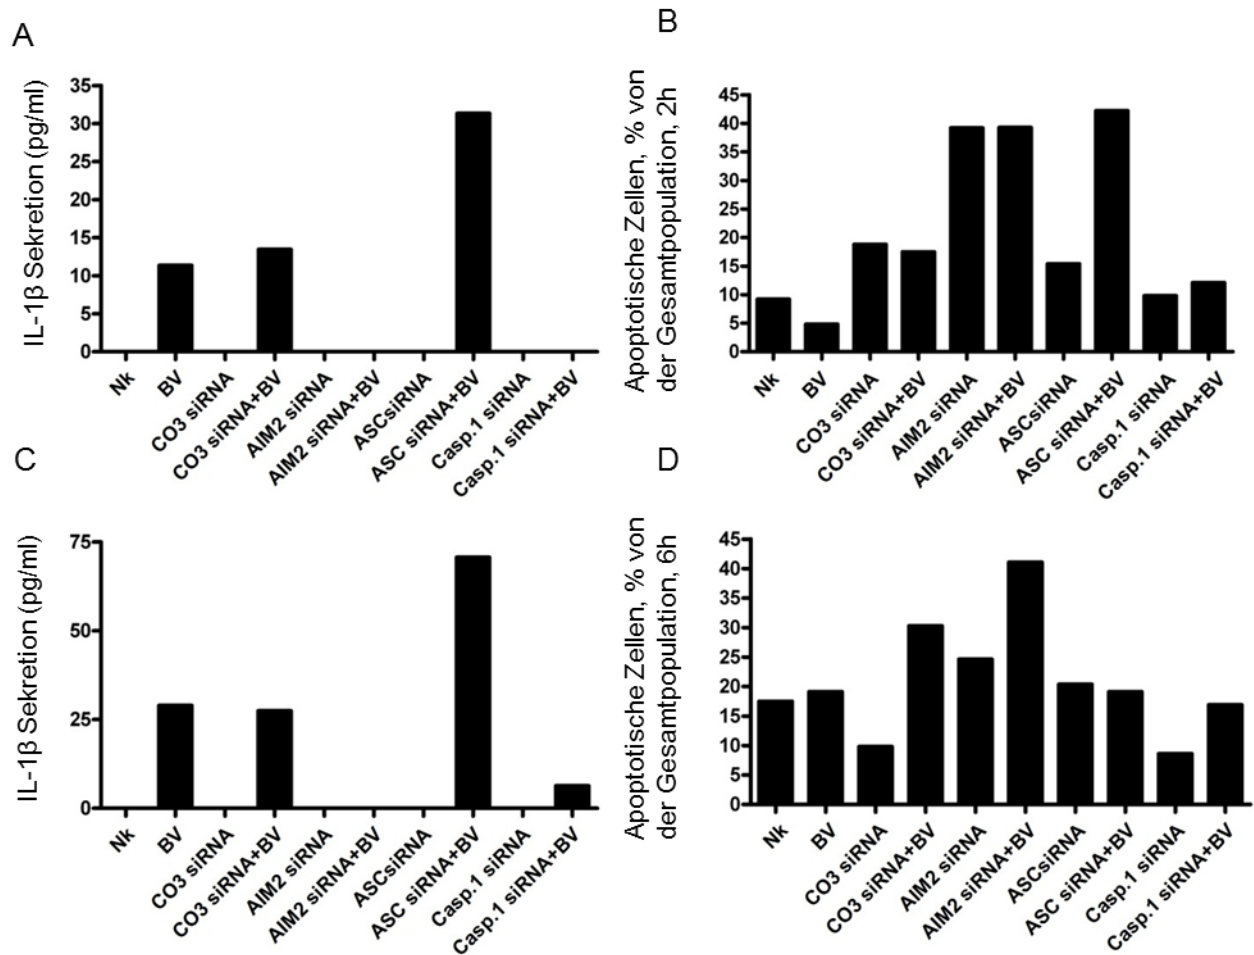 A
IL-1β Sekretion (pg/ml)
35
30
25
20
15
10
5
0
Nk
BV
CO3 siRNA
CO3 siRNA+BV
AIM2 siRNA
AIM2 siRNA+BV
ASCsiRNA
ASC siRNA+BV
Casp.1 siRNA
Casp.1 siRNA+BV
B
Apoptotische Zellen, % von
der Gesamtpopulation, 2h
45
40
35
30
25
20
15
10
5
0
Nk
BV
CO3 siRNA
CO3 siRNA+BV
AIM2 siRNA
AIM2 siRNA+BV
ASCsiRNA
ASC siRNA+BV
Casp.1 siRNA
Casp.1 siRNA+BV
C
IL-1β Sekretion (pg/ml)
75
50
25
0
Nk
BV
CO3 siRNA
CO3 siRNA+BV
AIM2 siRNA
AIM2 siRNA+BV
ASCsiRNA
ASC siRNA+BV
Casp.1 siRNA
Casp.1 siRNA+BV
D
Apoptotische Zellen, % von
der Gesamtpopulation, 6h
45
40
35
30
25
20
15
10
5
0
Nk
BV
CO3 siRNA
CO3 siRNA+BV
AIM2 siRNA
AIM2 siRNA+BV
ASCsiRNA
ASC siRNA+BV
Casp.1 siRNA
Casp.1 siRNA+BV